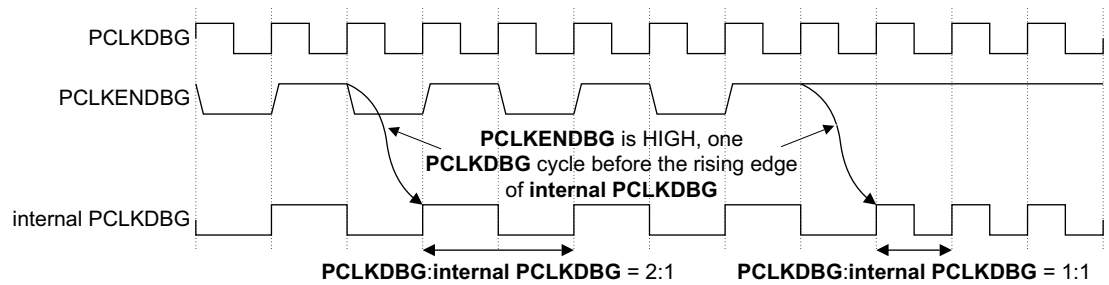 PCLKDBG
PCLKENDBG
PCLKENDBG is HIGH, one
PCLKDBG cycle before the rising edge
of internal PCLKDBG
internal PCLKDBG
PCLKDBG:internal PCLKDBG = 2:1
PCLKDBG:internal PCLKDBG = 1:1